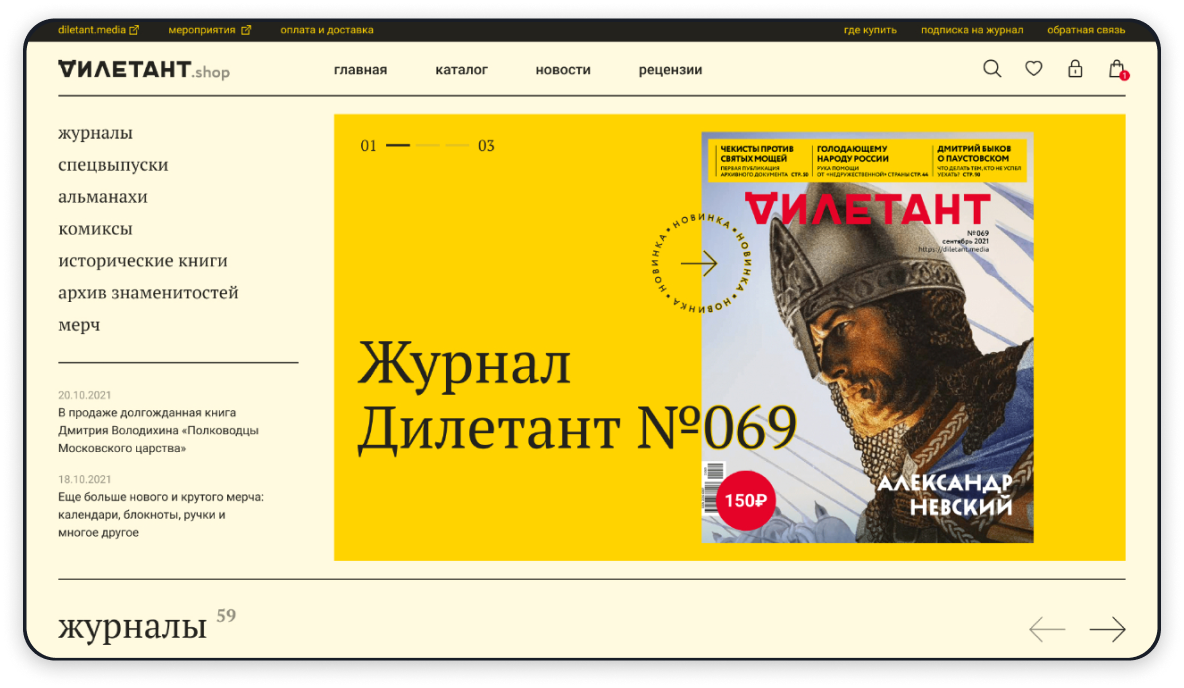 diletant.media
мероприятия
оплата и доставка
где купить
подписка на журнал
обратная связь
ДИЛЕТАНТ.shop
главная
каталог
новости
рецензии
1
журналы
спецвыпуски
альманахи
комиксы
исторические книги
архив знаменитостей
мерч
20.10.2021
В продаже долгожданная книга
Дмитрия Володихина «Полководцы
Московского царства»
18.10.2021
Еще больше нового и крутого мерча:
календари, блокноты, ручки и
многое другое
01
03
Журнал
Дилетант №069
НОВИНКА • НОВИНКА • НОВИНКА • НОВИНКА •
ЧЕКИСТЫ ПРОТИВ
СВЯТЫХ МОЩЕЙ
ПЕРВАЯ ПУБЛИКАЦИЯ
АРХИВНОГО ДОКУМЕНТА СТР.30
ГОЛОДАЮЩЕМУ
НАРОДУ РОССИИ
РУКА ПОМОЩИ
ОТ «НЕДРУЖЕСТВЕННОЙ» СТРАНЫ СТР.44
ДМИТРИЙ БЫКОВ
О ПАУСТОВСКОМ
ЧТО ДЕЛАТЬ ТЕМ, КТО НЕ УСПЕЛ
УЕХАТЬ? СТР.90
ДИЛЕТАНТ
№069
сентябрь 2021
https://diletant.media
150₽
АЛЕКСАНДР
НЕВСКИЙ
журналы 59